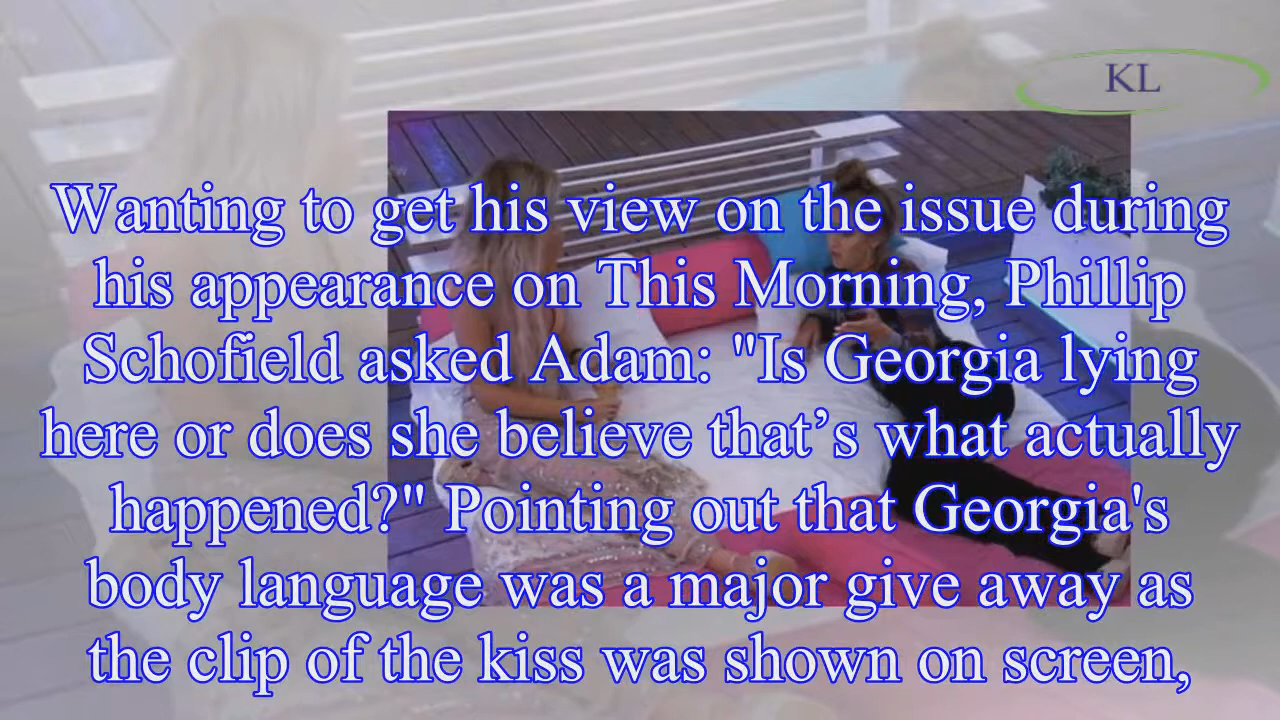 KL
Wanting to get his view on the issue during
his appearance on This Morning, Phillip
Schofield asked Adam: "Is Georgia lying
here or does she believe that’s what actually
happened?" Pointing out that Georgia's
body language was a major give away as
the clip of the kiss was shown on screen,